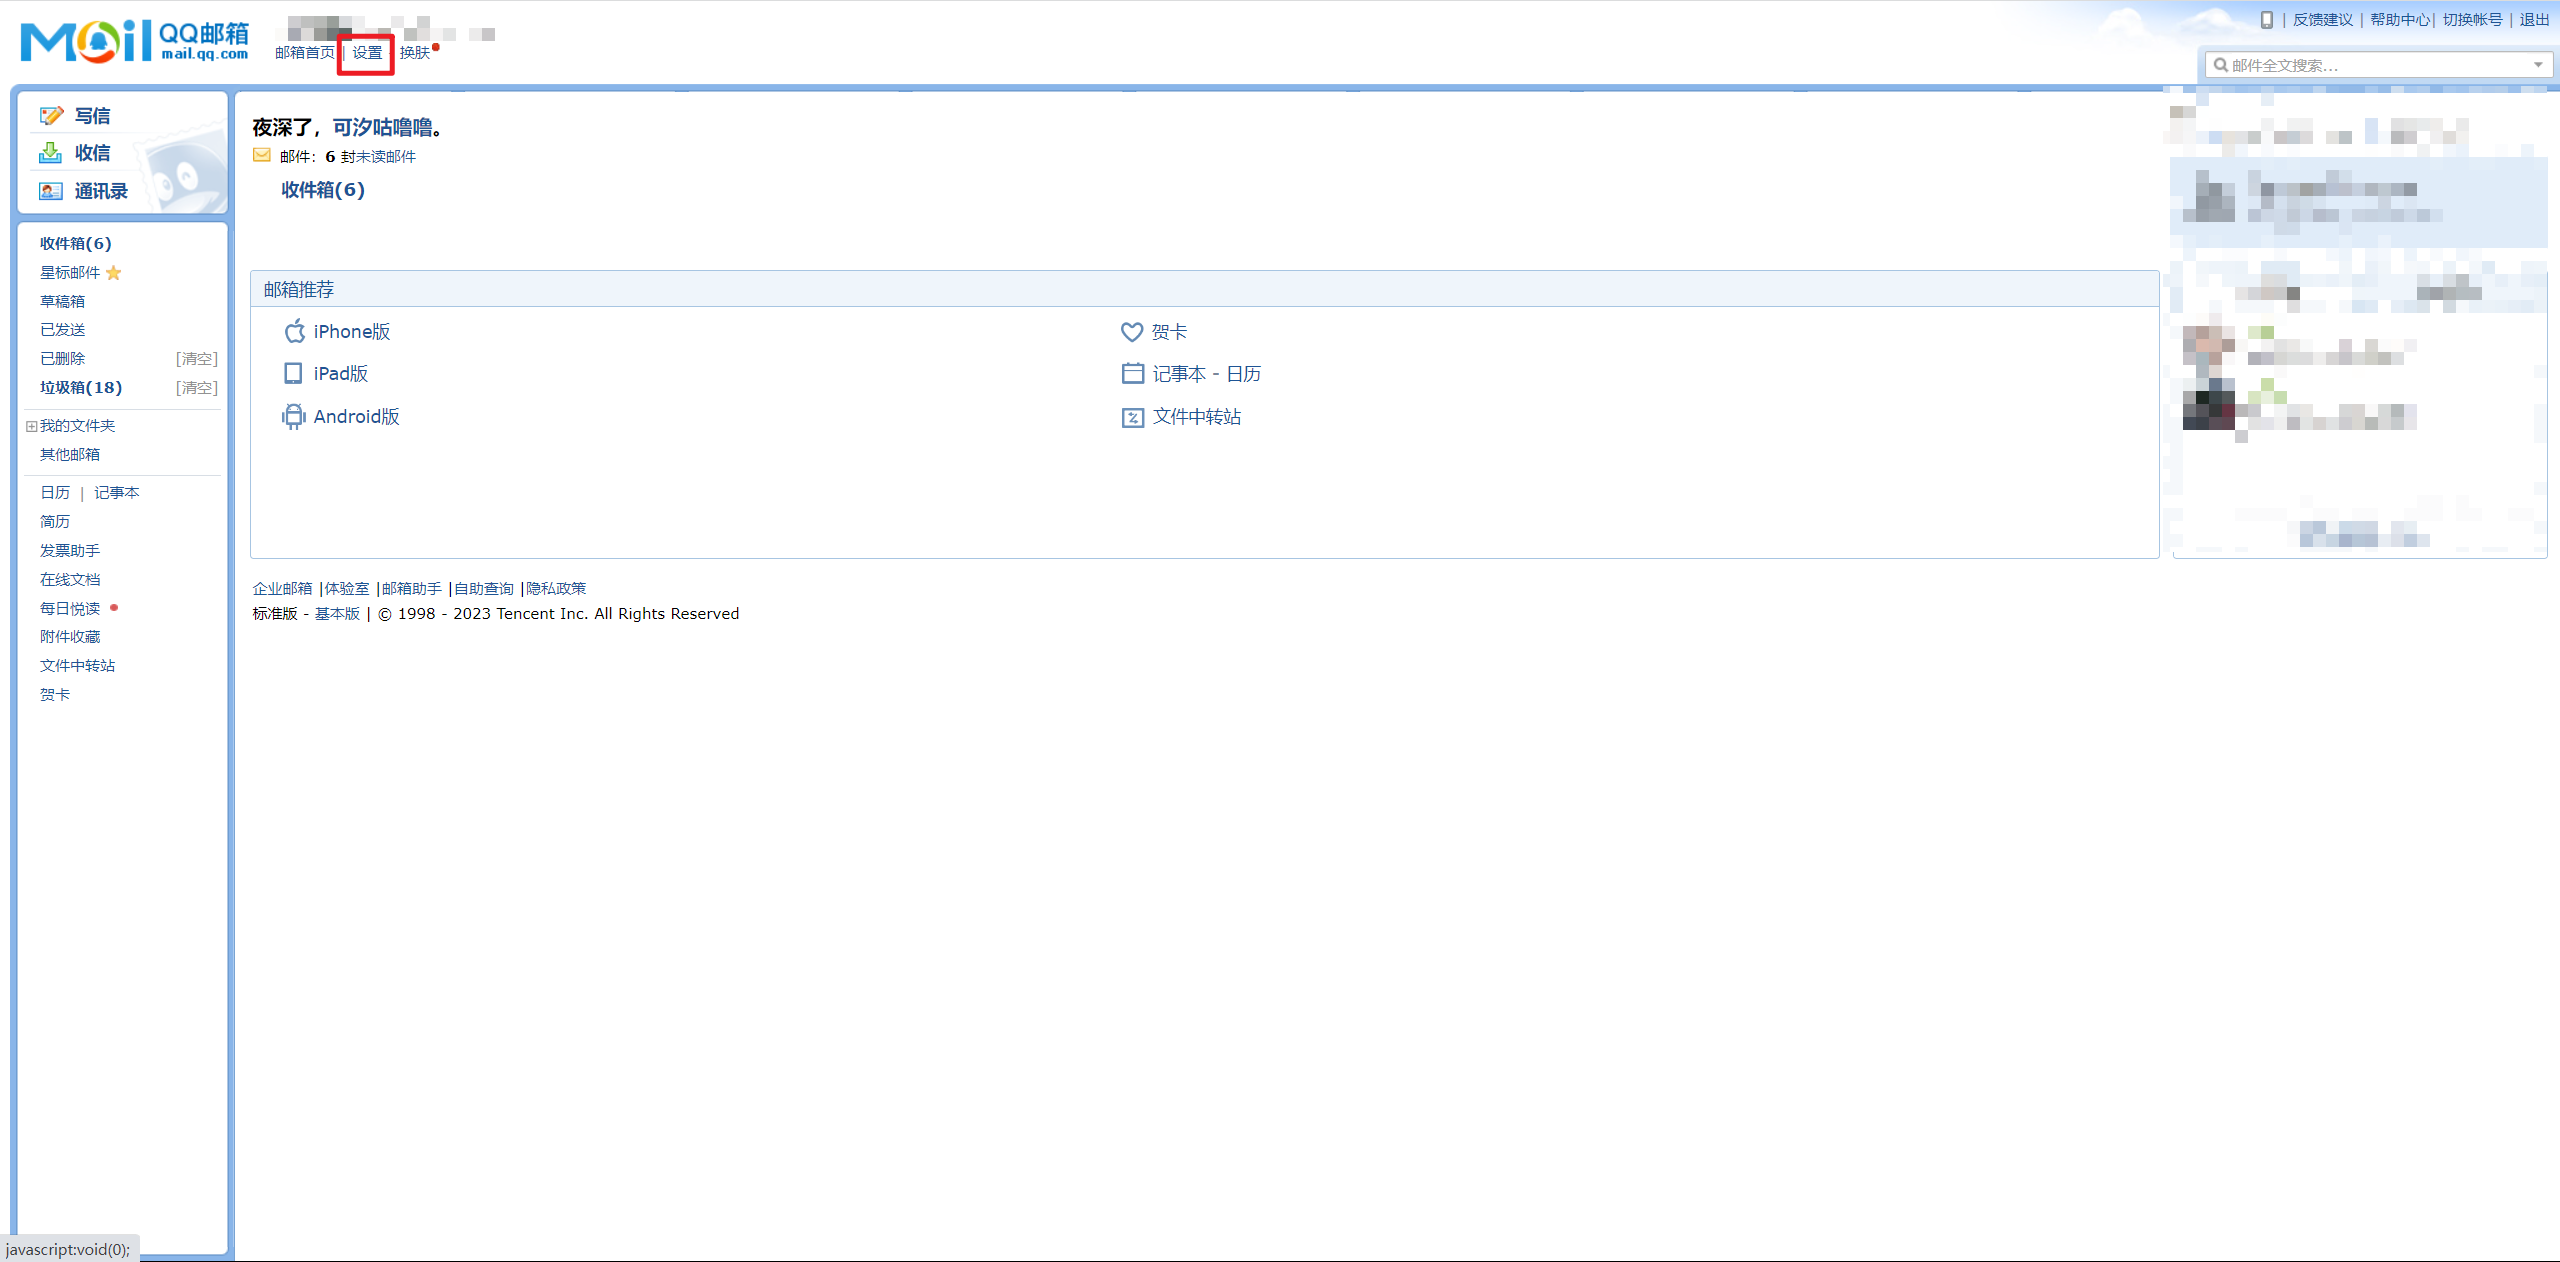 Mail QQ邮箱
mail.qq.com
邮箱首页 | 设置 换肤
| 反馈建议 | 帮助中心 | 切换帐号 | 退出
邮件全文搜索...
写信
收信
通讯录
收件箱(6)
星标邮件
草稿箱
已发送
已删除 [清空]
垃圾箱(18) [清空]
我的文件夹
其他邮箱
日历 | 记事本
简历
发票助手
在线文档
每日悦读
附件收藏
文件中转站
贺卡
夜深了，可汐咕噜噜。
邮件：6 封未读邮件
收件箱(6)
邮箱推荐
iPhone版
贺卡
iPad版
记事本 - 日历
Android版
文件中转站
企业邮箱 |体验室 |邮箱助手 |自助查询 |隐私政策
标准版 - 基本版 | © 1998 - 2023 Tencent Inc. All Rights Reserved
javascript:void(0);